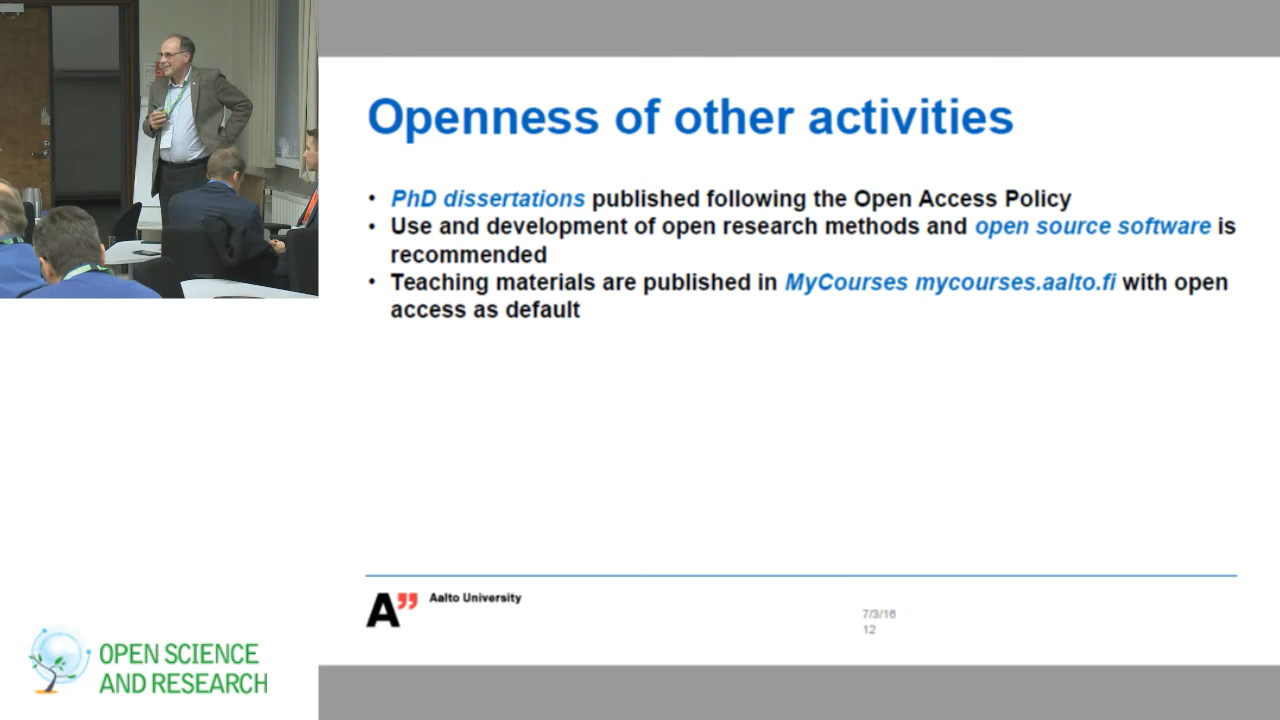 Openness of other activities
• PhD dissertations published following the Open Access Policy
• Use and development of open research methods and open source software is
recommended
• Teaching materials are published in MyCourses mycourses.aalto.fi with open
access as default
A” Aalto University
7/3/16
12
OPEN SCIENCE
AND RESEARCH